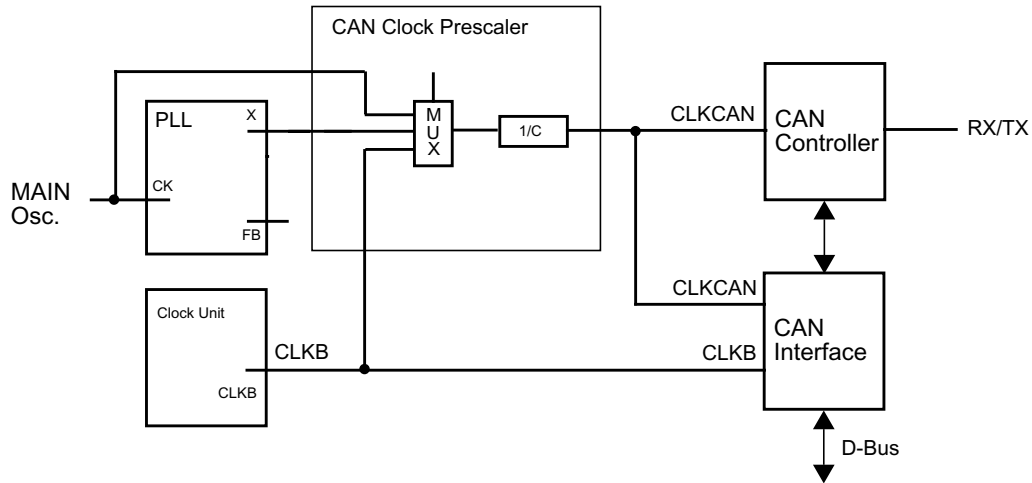 CAN Clock Prescaler
PLL
X
CK
FB
MAIN
Osc.
M
U
X
1/C
CLKCAN
CAN
Controller
RX/TX
Clock Unit
CLKB
CLKB
CLKCAN
CLKB
CAN
Interface
D-Bus